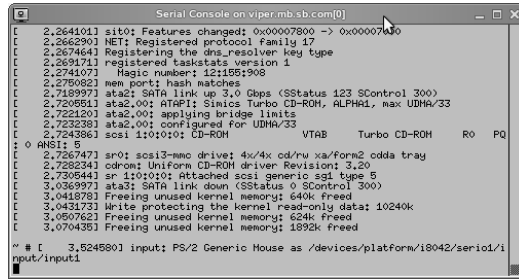 Serial Console on viper.mb.sb.com[0]
[    2.264101] sit0: Features changed: 0x00007800 ->
[    2.266290] NET: Registered protocol family 17
[    2.267464] Registering the dns_resolver key type
[    2.269171] registered taskstats version 1
[    2.274107]   Magic number: 12:155:908
[    2.275082] mem port: hash matches
[    2.718997] ata2: SATA link up 3.0 Gbps (SStatus 123 SControl 300)
[    2.720551] ata2.00: ATAPI: Simics Turbo CD-ROM, ALPHA1, max UDMA/33
[    2.722120] ata2.00: applying bridge limits
[    2.723238] ata2.00: configured for UDMA/33
[    2.724386] scsi 1:0:0:0: CD-ROM            VTAB     Turbo CD-ROM     R0   PQ
: 0 ANSI: 5
[    2.726747] sr0: scsi3-mmc drive: 4x/4x cd/rw xa/form2 cdda tray
[    2.728234] cdrom: Uniform CD-ROM driver Revision: 3.20
[    2.730544] sr 1:0:0:0: Attached scsi generic sg1 type 5
[    3.036997] ata3: SATA link down (SStatus 0 SControl 300)
[    3.041878] Freeing unused kernel memory: 640k freed
[    3.043173] Write protecting the kernel read-only data: 10240k
[    3.050762] Freeing unused kernel memory: 624k freed
[    3.070435] Freeing unused kernel memory: 1892k freed
~ # [    3.524580] input: PS/2 Generic Mouse as /devices/platform/i8042/serio1/i
nput/input1